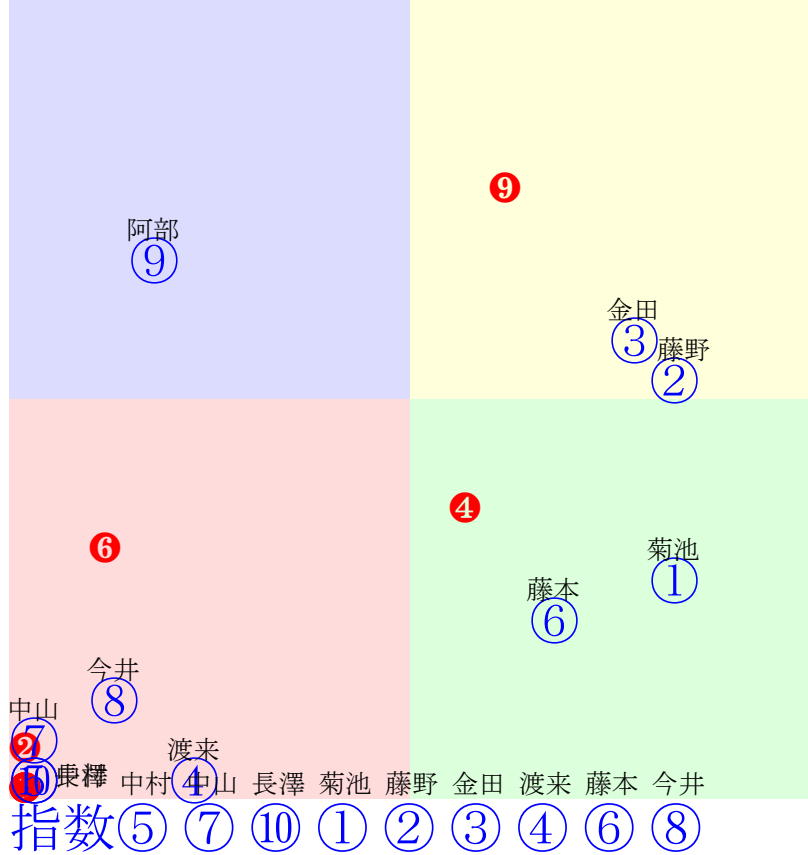 ❾
阿部
⑨
金田
③
藤野
②
❹
❻
菊池
①
藤本
⑥
今井
⑧
中山
⑦
❷
渡来
④
⑩
中村 中山 長澤 菊池 藤野 金田 渡来 藤本 今井
指数⑤⑦⑩①②③④⑥⑧